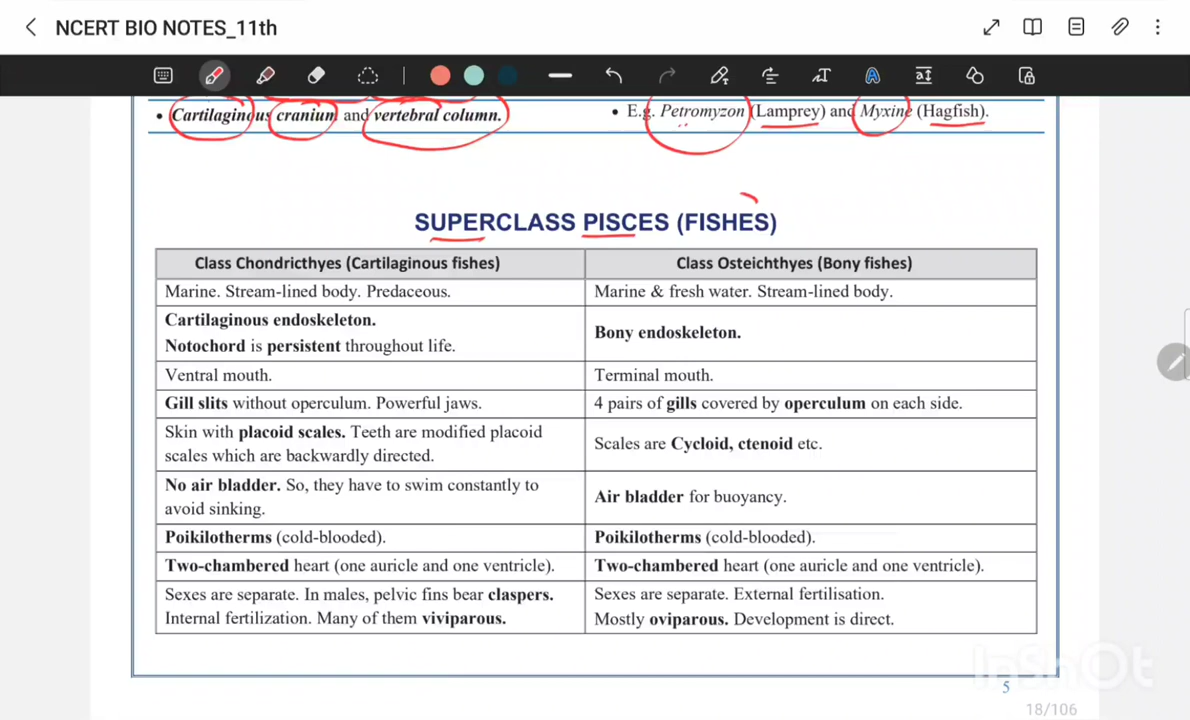 NCERT BIO NOTES_11th
• Cartilaginous cranium and vertebral column.
• E.g. Petromyzon (Lamprey) and Myxine (Hagfish).
SUPERCLASS PISCES (FISHES)
Class Chondricthyes (Cartilaginous fishes)
Class Osteichthyes (Bony fishes)
Marine. Stream-lined body. Predaceous.
Marine & fresh water. Stream-lined body.
Cartilaginous endoskeleton.
Notochord is persistent throughout life.
Bony endoskeleton.
Ventral mouth.
Terminal mouth.
Gill slits without operculum. Powerful jaws.
4 pairs of gills covered by operculum on each side.
Skin with placoid scales. Teeth are modified placoid
scales which are backwardly directed.
Scales are Cycloid, ctenoid etc.
No air bladder. So, they have to swim constantly to
avoid sinking.
Air bladder for buoyancy.
Poikilotherms (cold-blooded).
Poikilotherms (cold-blooded).
Two-chambered heart (one auricle and one ventricle).
Two-chambered heart (one auricle and one ventricle).
Sexes are separate. In males, pelvic fins bear claspers.
Internal fertilization. Many of them viviparous.
Sexes are separate. External fertilisation.
Mostly oviparous. Development is direct.
InShOt
5
18/106